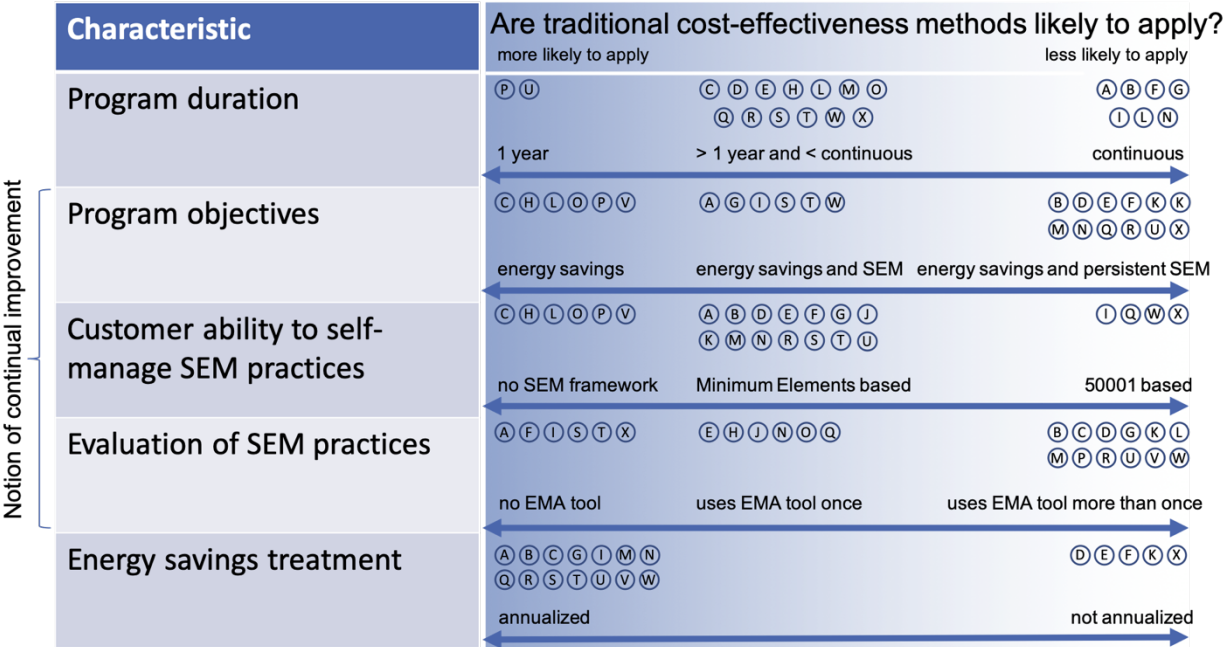 Characteristic
Are traditional cost-effectiveness methods likely to apply?
more likely to apply
less likely to apply
Notion of continual improvement
Program duration
P U
C D E H L M O
Q R S T W X
A B F G
I L N
1 year
> 1 year and < continuous
continuous
Program objectives
C H L O P V
A G I S T W
B D E F K K
M N Q R U X
energy savings
energy savings and SEM
energy savings and persistent SEM
Customer ability to self-
manage SEM practices
C H L O P V
A B D E F G J
K M N R S T U
I Q W X
no SEM framework
Minimum Elements based
50001 based
Evaluation of SEM practices
A F I S T X
E H J N O Q
B C D G K L
M P R U V W
no EMA tool
uses EMA tool once
uses EMA tool more than once
Energy savings treatment
A B C G I M N
Q R S T U V W
D E F K X
annualized
not annualized